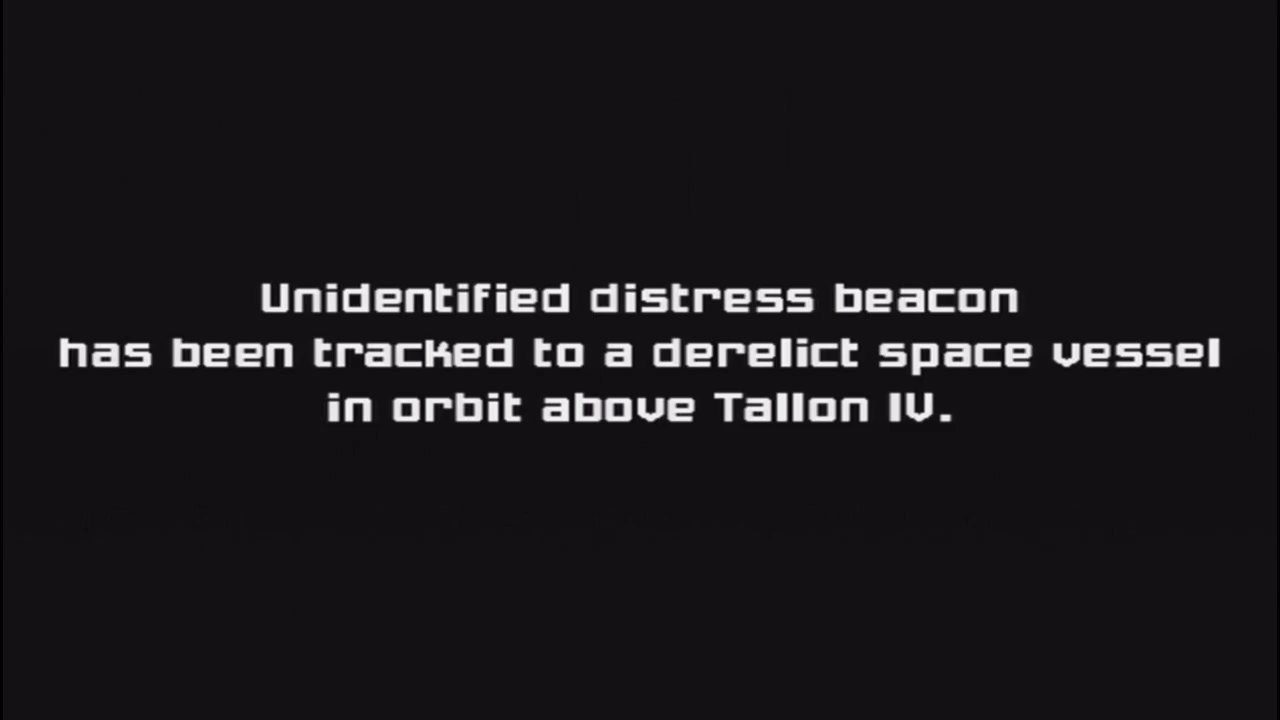 Unidentified distress beacon
has been tracked to a derelict space vessel
in orbit above Tallon IV.